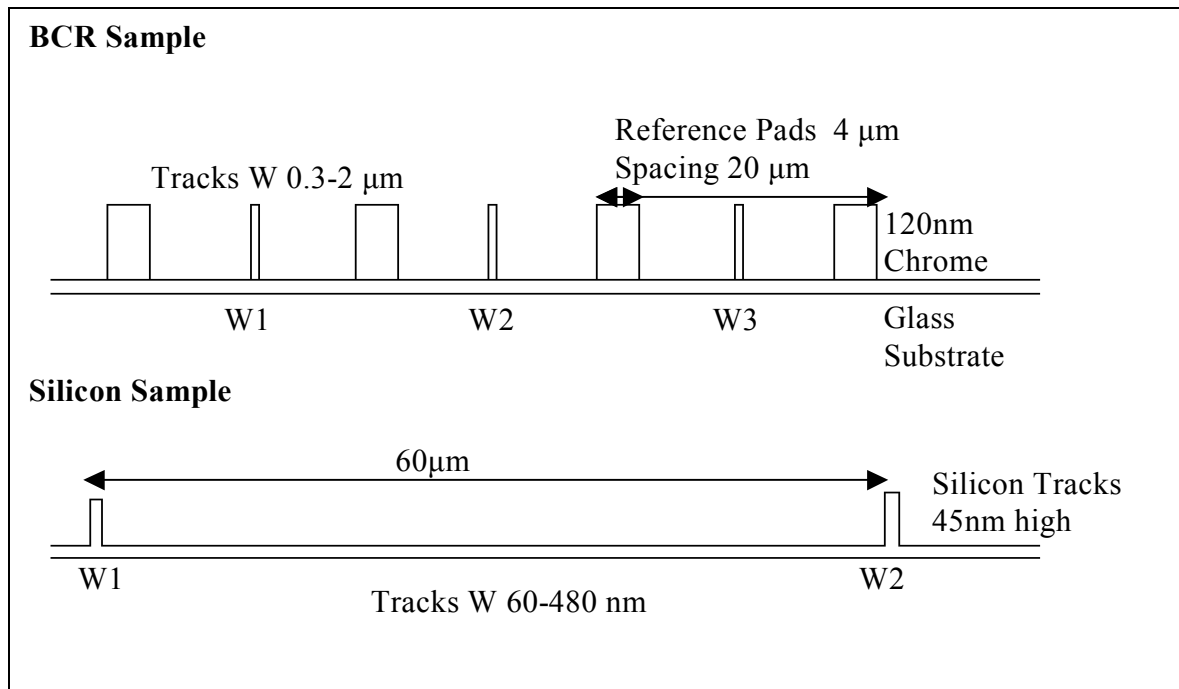 BCR Sample
Reference Pads 4 μm
Spacing 20 μm
Tracks W 0.3-2 μm
120nm
Chrome
W1
W2
W3
Glass
Substrate
Silicon Sample
60μm
Silicon Tracks
45nm high
W1
W2
Tracks W 60-480 nm